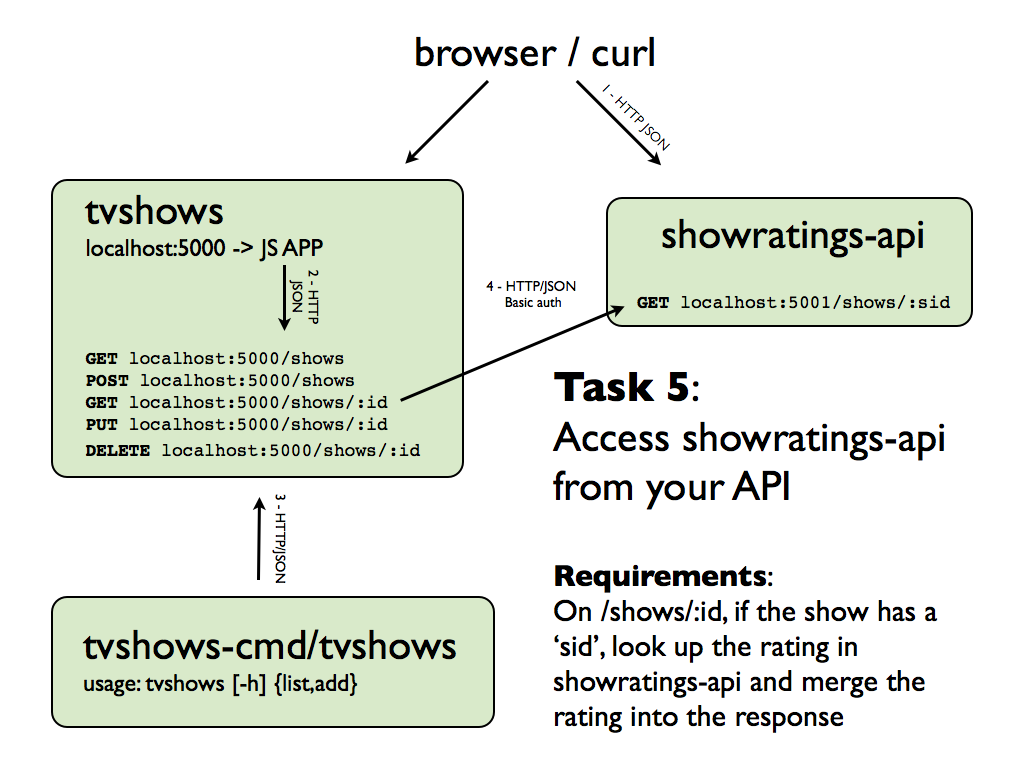 browser / curl
1 - HTTP JSON
tvshows
localhost:5000 -> JS APP
2 - HTTP
JSON
GET localhost:5000/shows
POST localhost:5000/shows
GET localhost:5000/shows/:id
PUT localhost:5000/shows/:id
DELETE localhost:5000/shows/:id
4 - HTTP/JSON
Basic auth
showratings-api
GET localhost:5001/shows/:sid
Task 5:
Access showratings-api
from your API
3 - HTTP/JSON
tvshows-cmd/tvshows
usage: tvshows [-h] {list,add}
Requirements:
On /shows/:id, if the show has a
‘sid’, look up the rating in
showratings-api and merge the
rating into the response